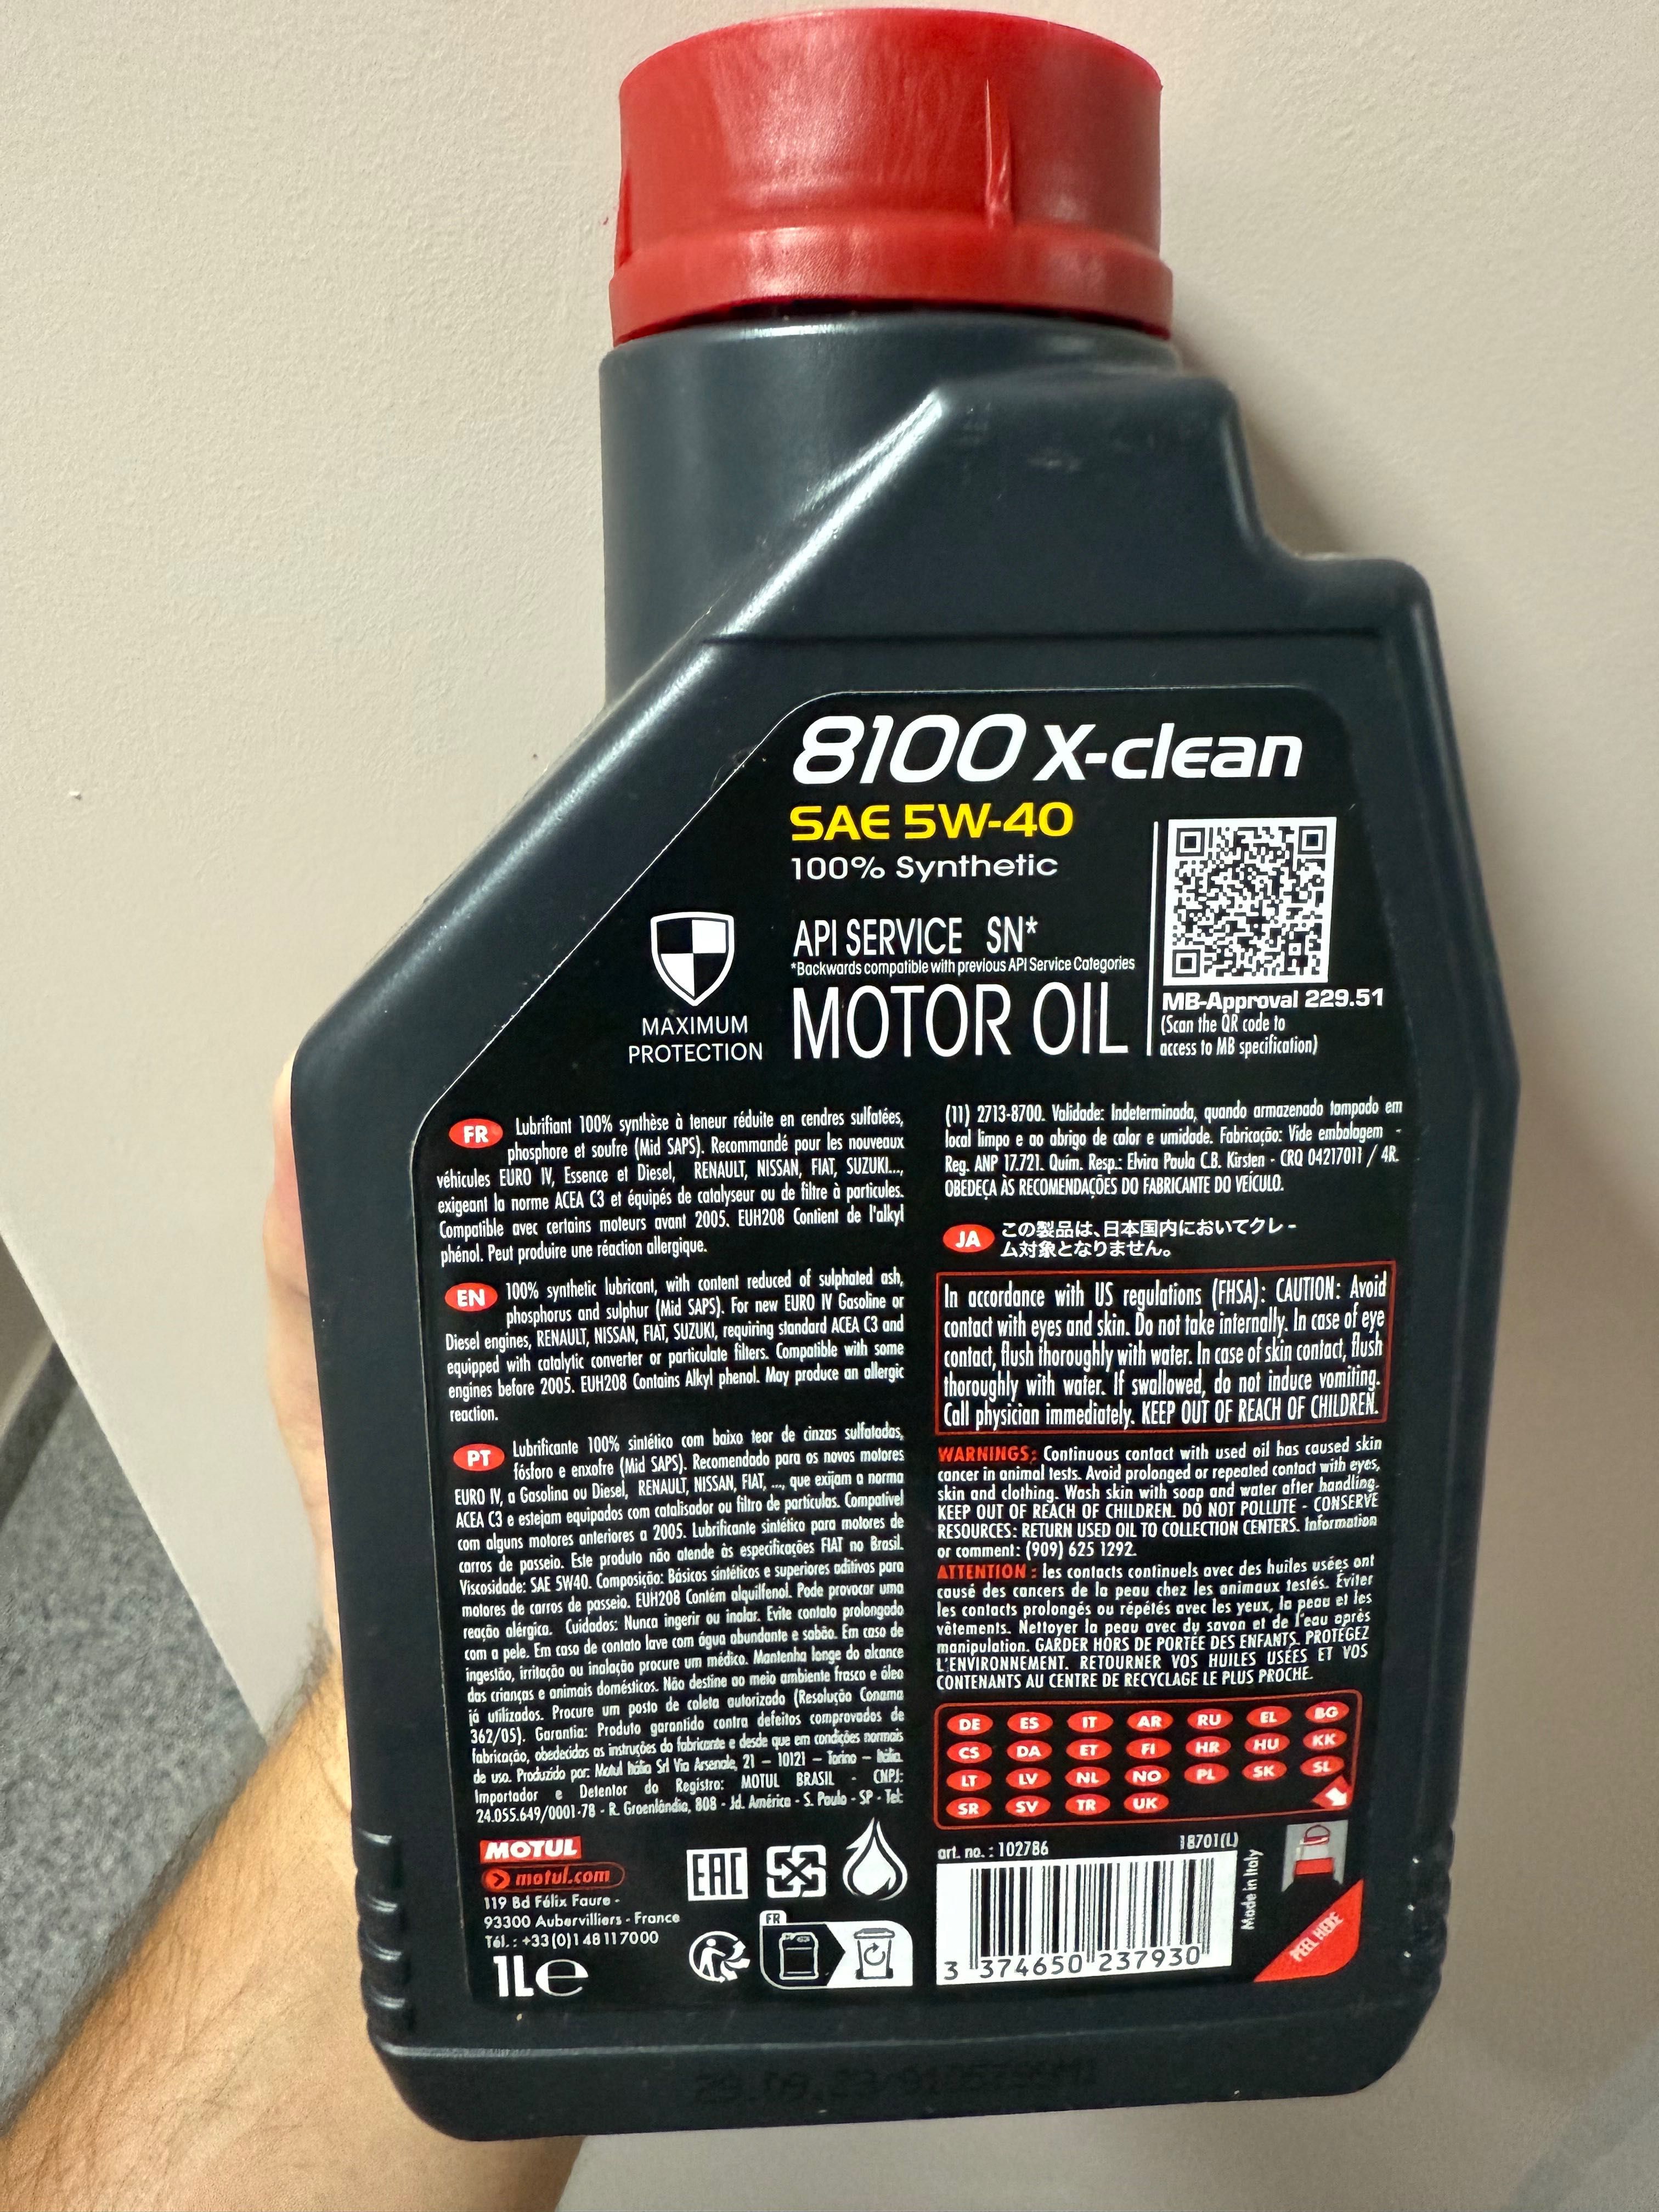 8100 X-clean
SAE 5W-40
100% Synthetic
API SERVICE SN*
*Backwards compatible with previous API Service Categories
MOTOR OIL
MAXIMUM
PROTECTION
MB-Approval 229.51
(Scan the QR code to
access to MB specification)
FR Lubrifiant 100% synthèse à teneur réduite en cendres sulfatées,
phosphore et soufre (Mid SAPS). Recommandé pour les nouveaux
véhicules EURO IV, Essence et Diesel, RENAULT, NISSAN, FIAT, SUZUKI...,
exigeant la norme ACEA C3 et équipés de catalyseur ou de filtre à particules.
Compatible avec certains moteurs avant 2005. EUH208 Contient de l'alkyl
phénol. Peut produire une réaction allergique.
EN 100% synthetic lubricant, with content reduced of sulphated ash,
phosphorus and sulphur (Mid SAPS). For new EURO IV Gasoline or
Diesel engines, RENAULT, NISSAN, FIAT, SUZUKI, requiring standard ACEA C3 and
equipped with catalytic converter or particulate filters. Compatible with some
engines before 2005. EUH208 Contains Alkyl phenol. May produce an allergic
reaction.
PT Lubrificante 100% sintético com baixo teor de cinzas sulfatadas,
fósforo e enxofre (Mid SAPS). Recomendado para os novos motores
EURO IV, a Gasolina ou Diesel, RENAULT, NISSAN, FIAT, ..., que exijam a norma
ACEA C3 e estejam equipados com catalisador ou filtro de partículas. Compatível
com alguns motores anteriores a 2005. Lubrificante sintético para motores de
carros de passeio. Este produto não atende às especificações FIAT no Brasil.
Viscosidade: SAE 5W40. Composição: Básicos sintéticos e superiores aditivos para
motores de carros de passeio. EUH208 Contém alquilfenol. Pode provocar uma
reação alérgica. Cuidados: Nunca ingerir ou inalar. Evite contato prolongado
com a pele. Em caso de contato lave com água abundante e sabão. Em caso de
ingestão, irritação ou inalação procure um médico. Mantenha longe do alcance
das crianças e animais domésticos. Não destine ao meio ambiente frasco e óleo
já utilizados. Procure um posto de coleta autorizado (Resolução Conama
362/05). Garantia: Produto garantido contra defeitos comprovados de
fabricação, obedecidas as instruções do fabricante e desde que em condições normais
de uso. Produzido por: Motul Itália Srl Via Arsenale, 21 – 10121 – Torino – Itália.
Importador e Detentor do Registro: MOTUL BRASIL - CNPJ:
24.055.649/0001-78 - R. Groenlândia, 808 - Jd. América - S. Paulo - SP - Tel:
(11) 2713-8700. Validade: Indeterminada, quando armazenado tampado em
local limpo e ao abrigo de calor e umidade. Fabricação: Vide embalagem -
Reg. ANP 17.721. Quím. Resp.: Elvira Paula C.B. Kirsten - CRQ 04217011 / 4R.
OBEDEÇA ÀS RECOMENDAÇÕES DO FABRICANTE DO VEÍCULO.
JA この製品は、日本国内においてクレー
ム対象となりません。
In accordance with US regulations (FHSA): CAUTION: Avoid
contact with eyes and skin. Do not take internally. In case of eye
contact, flush thoroughly with water. In case of skin contact, flush
thoroughly with water. If swallowed, do not induce vomiting.
Call physician immediately. KEEP OUT OF REACH OF CHILDREN.
WARNINGS: Continuous contact with used oil has caused skin
cancer in animal tests. Avoid prolonged or repeated contact with eyes,
skin and clothing. Wash skin with soap and water after handling.
KEEP OUT OF REACH OF CHILDREN. DO NOT POLLUTE - CONSERVE
RESOURCES: RETURN USED OIL TO COLLECTION CENTERS. Information
or comment: (909) 625 1292.
ATTENTION : les contacts continuels avec des huiles usées ont
causé des cancers de la peau chez les animaux testés. Éviter
les contacts prolongés ou répétés avec les yeux, la peau et les
vêtements. Nettoyer la peau avec du savon et de l'eau après
manipulation. GARDER HORS DE PORTÉE DES ENFANTS. PROTÉGEZ
L'ENVIRONNEMENT. RETOURNER VOS HUILES USÉES ET VOS
CONTENANTS AU CENTRE DE RECYCLAGE LE PLUS PROCHE.
DE ES IT AR RU EL BG
CS DA ET FI HR HU KK
LT LV NL NO PL SK SL
SR SV TR UK
MOTUL
motul.com
119 Bd Félix Faure -
93300 Aubervilliers - France
Tél. : +33(0)148117000
1L e
EAC
FR
art. no. : 102786
18701(L)
Made in Italy
3 374650 237930
PEEL HERE